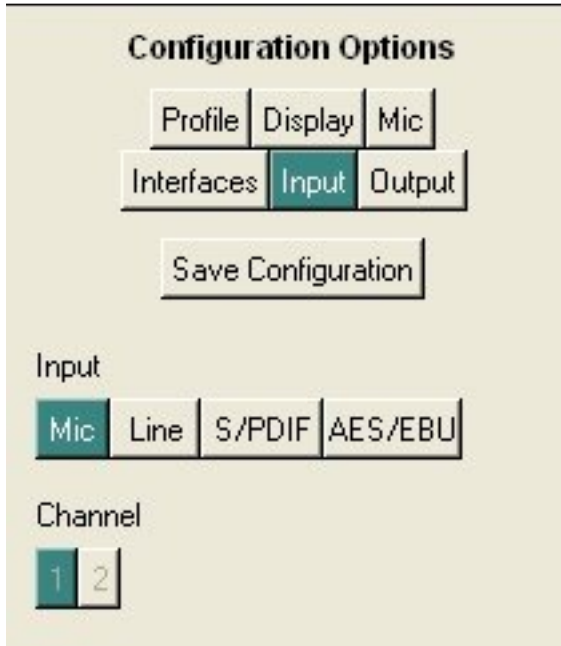 Configuration Options
Profile Display Mic
Interfaces Input Output
Save Configuration
Input
Mic Line S/PDIF AES/EBU
Channel
1 2